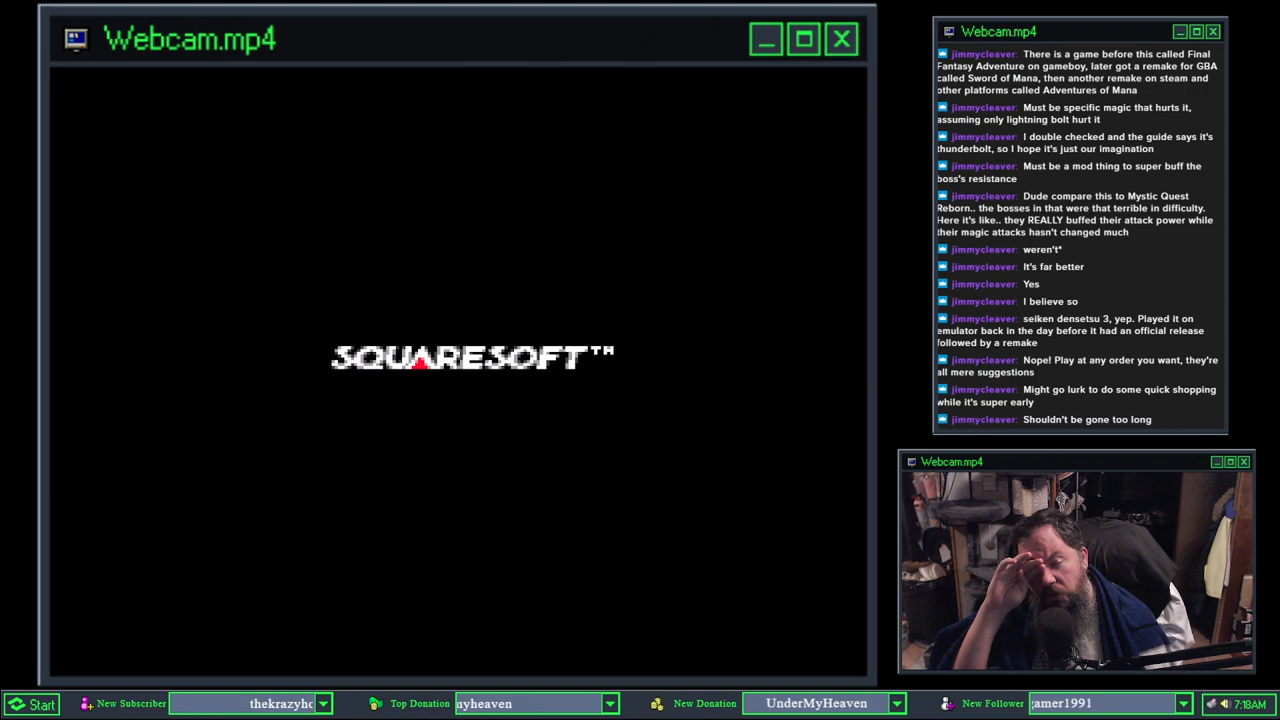 Webcam.mp4
SQUARESOFT™
Webcam.mp4
jimmycleaver: There is a game before this called Final
Fantasy Adventure on gameboy, later got a remake for GBA
called Sword of Mana, then another remake on steam and
other platforms called Adventures of Mana
jimmycleaver: Must be specific magic that hurts it,
assuming only lightning bolt hurt it
jimmycleaver: I double checked and the guide says it's
thunderbolt, so I hope it's just our imagination
jimmycleaver: Must be a mod thing to super buff the
boss's resistance
jimmycleaver: Dude compare this to Mystic Quest
Reborn.. the bosses in that were that terrible in difficulty.
Here it's like.. they REALLY buffed their attack power while
their magic attacks hasn't changed much
jimmycleaver: weren't*
jimmycleaver: It's far better
jimmycleaver: Yes
jimmycleaver: I believe so
jimmycleaver: seiken densetsu 3, yep. Played it on
emulator back in the day before it had an official release
followed by a remake
jimmycleaver: Nope! Play at any order you want, they're
all mere suggestions
jimmycleaver: Might go lurk to do some quick shopping
while it's super early
jimmycleaver: Shouldn't be gone too long
Webcam.mp4
Start New Subscriber thekrazyho Top Donation nyheaven New Donation UnderMyHeaven New Follower gamer1991 7:18AM